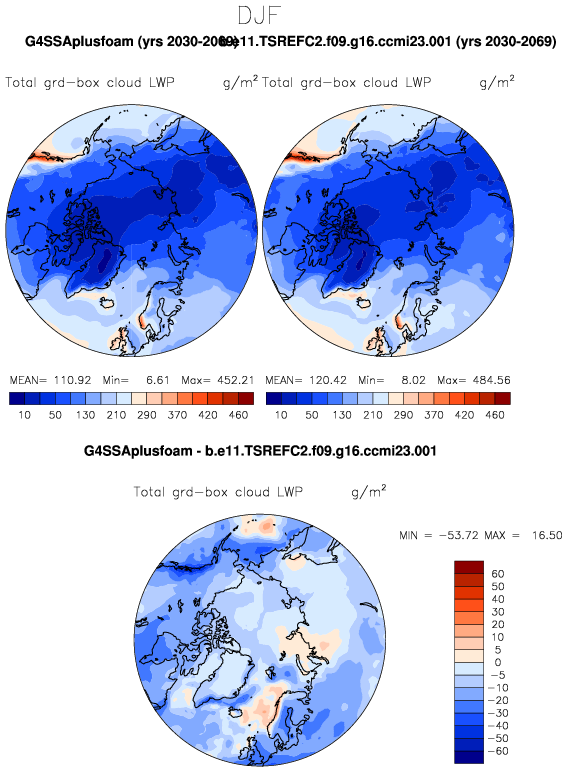 DJF
G4SSAplusfoam (yrs 2030-2069) b.e11.TSREFC2.f09.g16.ccmi23.001 (yrs 2030-2069)
Total grd-box cloud LWP g/m² Total grd-box cloud LWP g/m²
MEAN= 110.92 Min= 6.61 Max= 452.21 MEAN= 120.42 Min= 8.02 Max= 484.56
10 50 130 210 290 370 420 460 10 50 130 210 290 370 420 460
G4SSAplusfoam - b.e11.TSREFC2.f09.g16.ccmi23.001
Total grd-box cloud LWP g/m²
MIN = -53.72 MAX = 16.50
60
50
40
30
20
10
5
0
-5
-10
-20
-30
-40
-50
-60